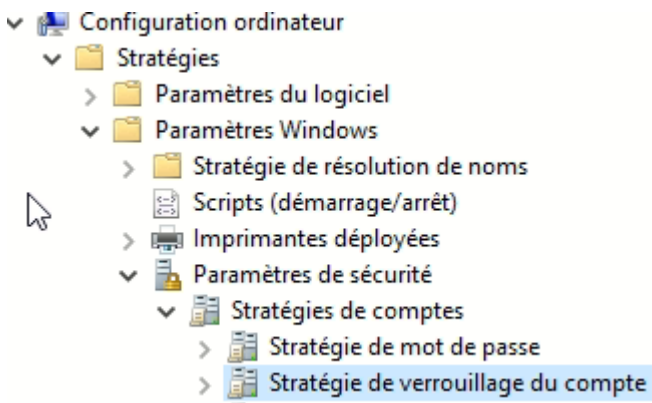 Configuration ordinateur
Stratégies
Paramètres du logiciel
Paramètres Windows
Stratégie de résolution de noms
Scripts (démarrage/arrêt)
Imprimantes déployées
Paramètres de sécurité
Stratégies de comptes
Stratégie de mot de passe
Stratégie de verrouillage du compte